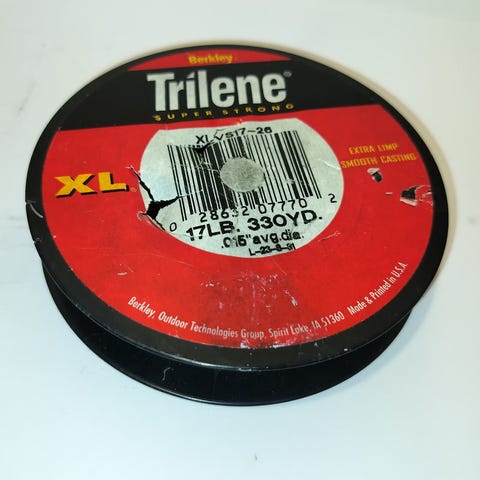 Berkley
Trilene®
SUPER STRONG
EXTRA LIMP
SMOOTH CASTING
XL®
0 28632 07770 2
17LB. 330YD.
.015" avg.dia.
Berkley, Outdoor Technologies Group, Spirit Lake, IA 51360 Made & Printed in U.S.A.